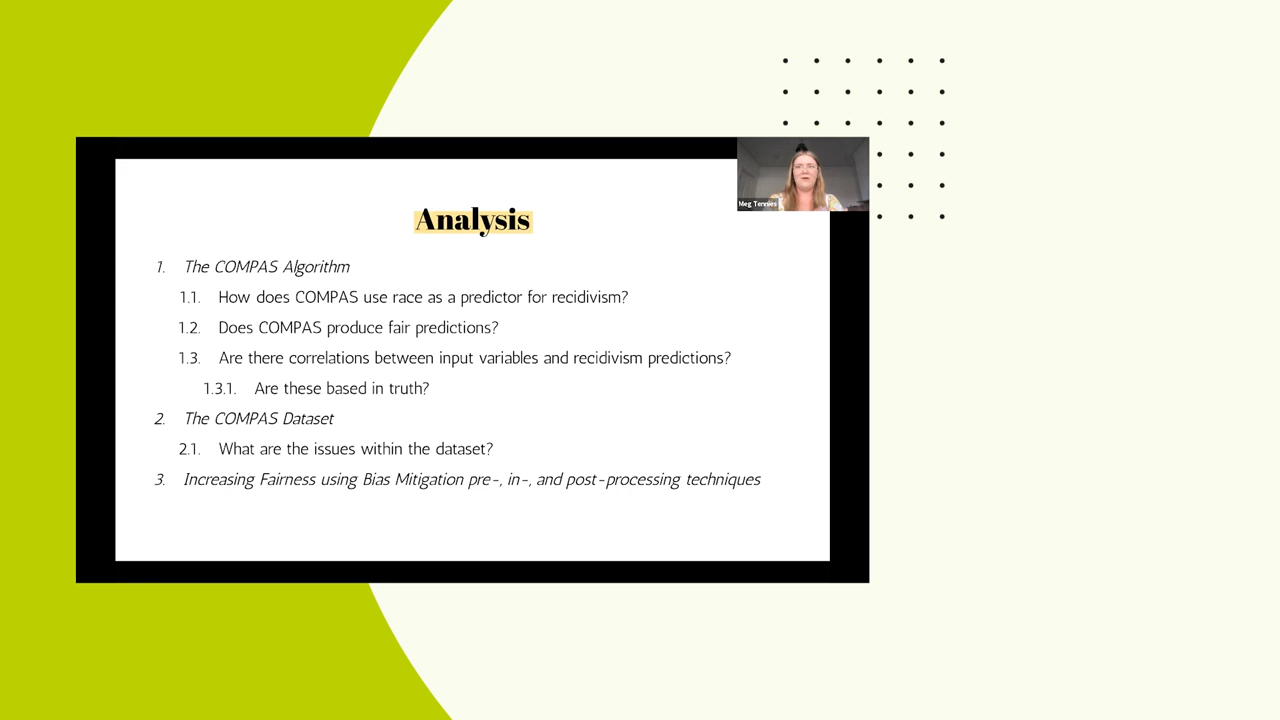 Analysis
1. The COMPAS Algorithm
1.1. How does COMPAS use race as a predictor for recidivism?
1.2. Does COMPAS produce fair predictions?
1.3. Are there correlations between input variables and recidivism predictions?
1.3.1. Are these based in truth?
2. The COMPAS Dataset
2.1. What are the issues within the dataset?
3. Increasing Fairness using Bias Mitigation pre-, in-, and post-processing techniques
Meg Tennies